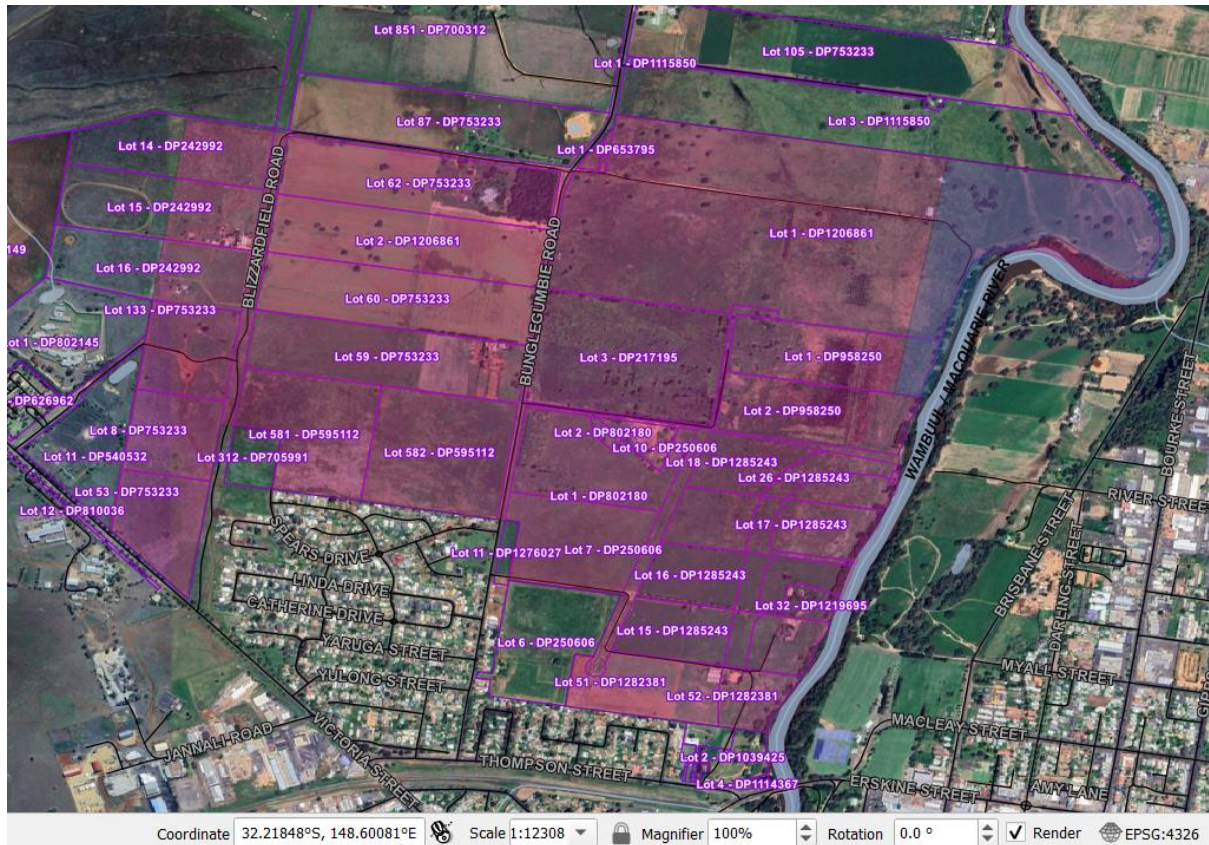 Lot 851 - DP700312
Lot 105 - DP753233
Lot 1 - DP1115850
Lot 87 - DP753233
Lot 3 - DP1115850
Lot 14 - DP242992
Lot 1 - DP653795
Lot 62 - DP753233
BLIZZARDFIELD ROAD
Lot 15 - DP242992
BUNGLEGUMBIE ROAD
Lot 2 - DP1206861
Lot 1 - DP1206861
149
Lot 16 - DP242992
WAMBUUL / MACQUARIE RIVER
Lot 60 - DP753233
Lot 133 - DP753233
ot 1 - DP802145
Lot 59 - DP753233
Lot 3 - DP217195
Lot 1 - DP958250
BOURKE STREET
- DP626962
Lot 2 - DP958250
Lot 8 - DP753233
Lot 581 - DP595112
Lot 2 - DP802180
Lot 10 - DP250606
Lot 11 - DP540532
Lot 312 - DP705991
Lot 582 - DP595112
Lot 18 - DP1285243
Lot 26 - DP1285243
Lot 53 - DP753233
Lot 1 - DP802180
RIVER STREET
Lot 12 - DP810036
Lot 17 - DP1285243
BRISBANE STREET
DARLING STREET
SHEARS DRIVE
Lot 11 - DP1276027
Lot 7 - DP250606
LINDA DRIVE
Lot 16 - DP1285243
CATHERINE DRIVE
Lot 32 - DP1219695
YARUGA STREET
Lot 6 - DP250606
Lot 15 - DP1285243
MYALL STREET
YULONG STREET
Lot 51 - DP1282381
Lot 52 - DP1282381
JANNALI ROAD
VICTORIA STREET
MACLEAY STREET
THOMPSON STREET
Lot 2 - DP1039425
Lot 4 - DP1114367
ERSKINE STREET
AMY LANE
Coordinate 32.21848°S, 148.60081°E Scale 1:12308 Magnifier 100% Rotation 0.0 ° Render EPSG:4326